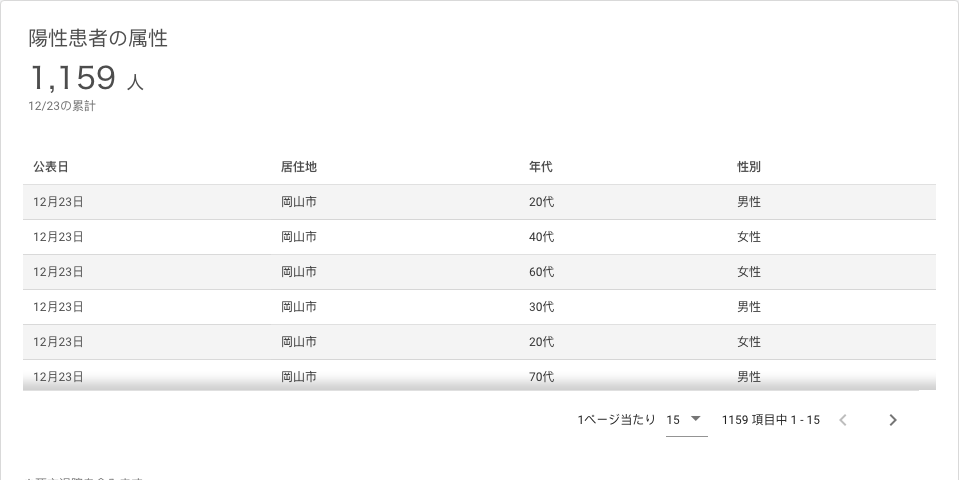 陽性患者の属性
1,159 人
12/23の累計
公表日 居住地 年代 性別
12月23日 岡山市 20代 男性
12月23日 岡山市 40代 女性
12月23日 岡山市 60代 女性
12月23日 岡山市 30代 男性
12月23日 岡山市 20代 女性
12月23日 岡山市 70代 男性
1ページ当たり 15 1159 項目中 1 - 15